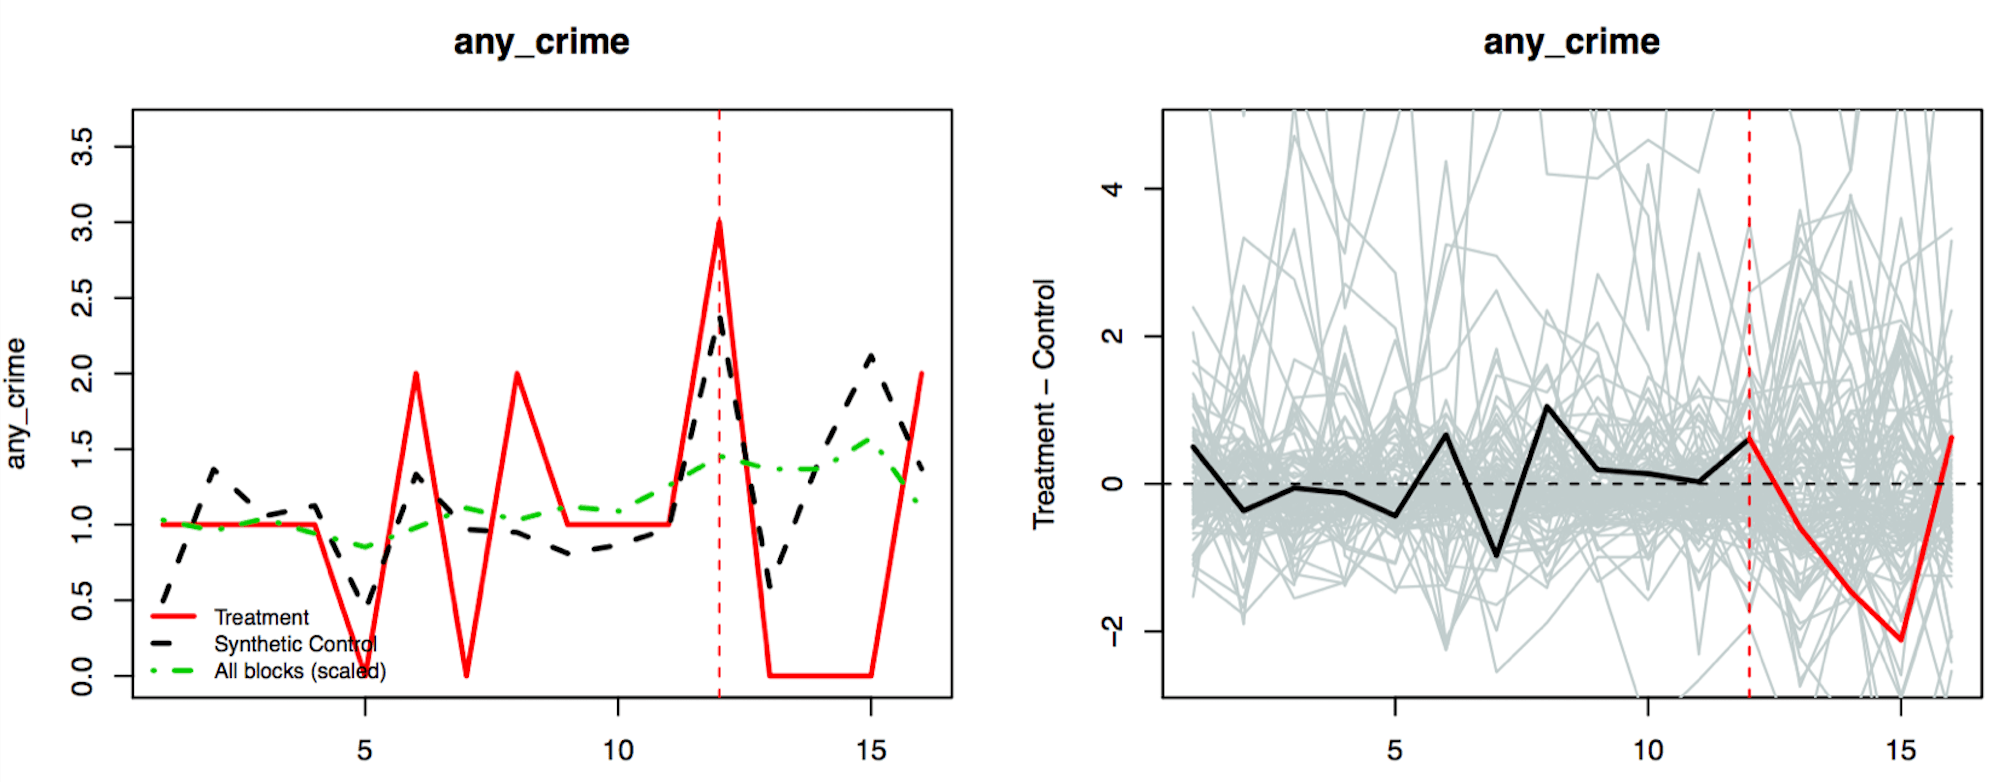 any_crime
any_crime
3.5
3.0
2.5
2.0
1.5
1.0
0.5
0.0
Treatment
Synthetic Control
All blocks (scaled)
5
10
15
any_crime
Treatment − Control
4
2
0
−2
5
10
15